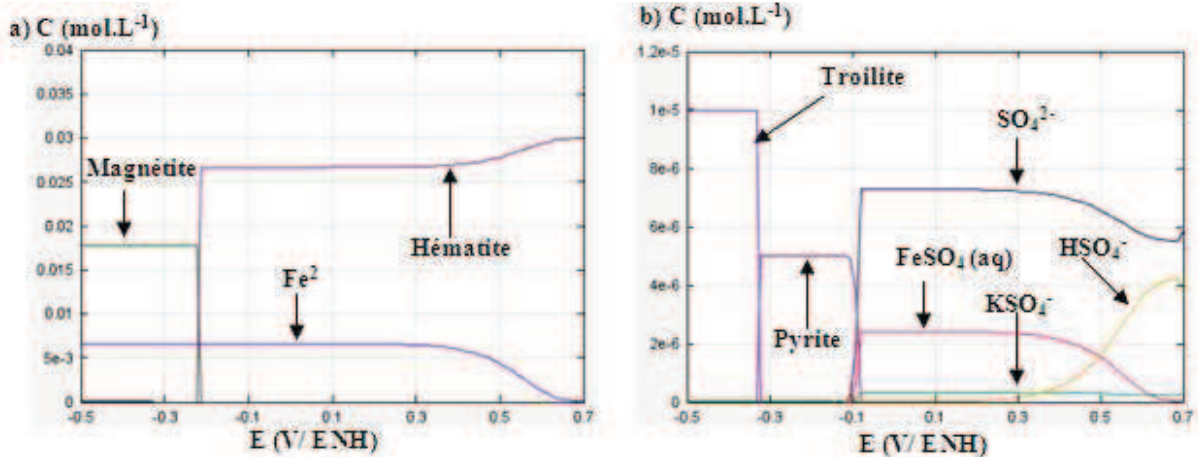 a) C (mol.L⁻¹)
0.04
0.035
0.03
0.025
0.02
0.015
0.01
5e-3
0
Magnétite
Hématite
Fe²
-0.5
-0.3
-0.1
0.1
0.3
0.5
0.7
E (V/ ENH)
b) C (mol.L⁻¹)
1.2e-5
1e-5
8e-6
6e-6
4e-6
2e-6
0
Troilite
SO₄²⁻
HSO₄⁻
FeSO₄ (aq)
KSO₄⁻
Pyrite
-0.5
-0.3
-0.1
0.1
0.3
0.5
0.7
E (V/ ENH)